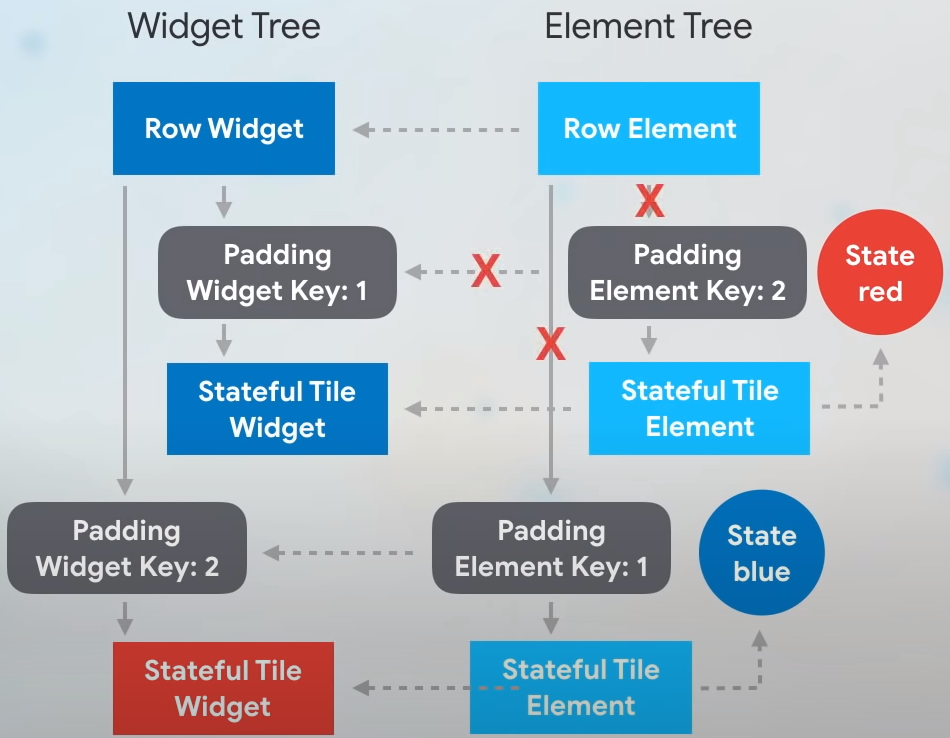 Widget Tree
Element Tree
Row Widget
Row Element
X
Padding
Widget Key: 1
X
Padding
Element Key: 2
State
red
X
Stateful Tile
Widget
Stateful Tile
Element
Padding
Widget Key: 2
Padding
Element Key: 1
State
blue
Stateful Tile
Widget
Stateful Tile
Element